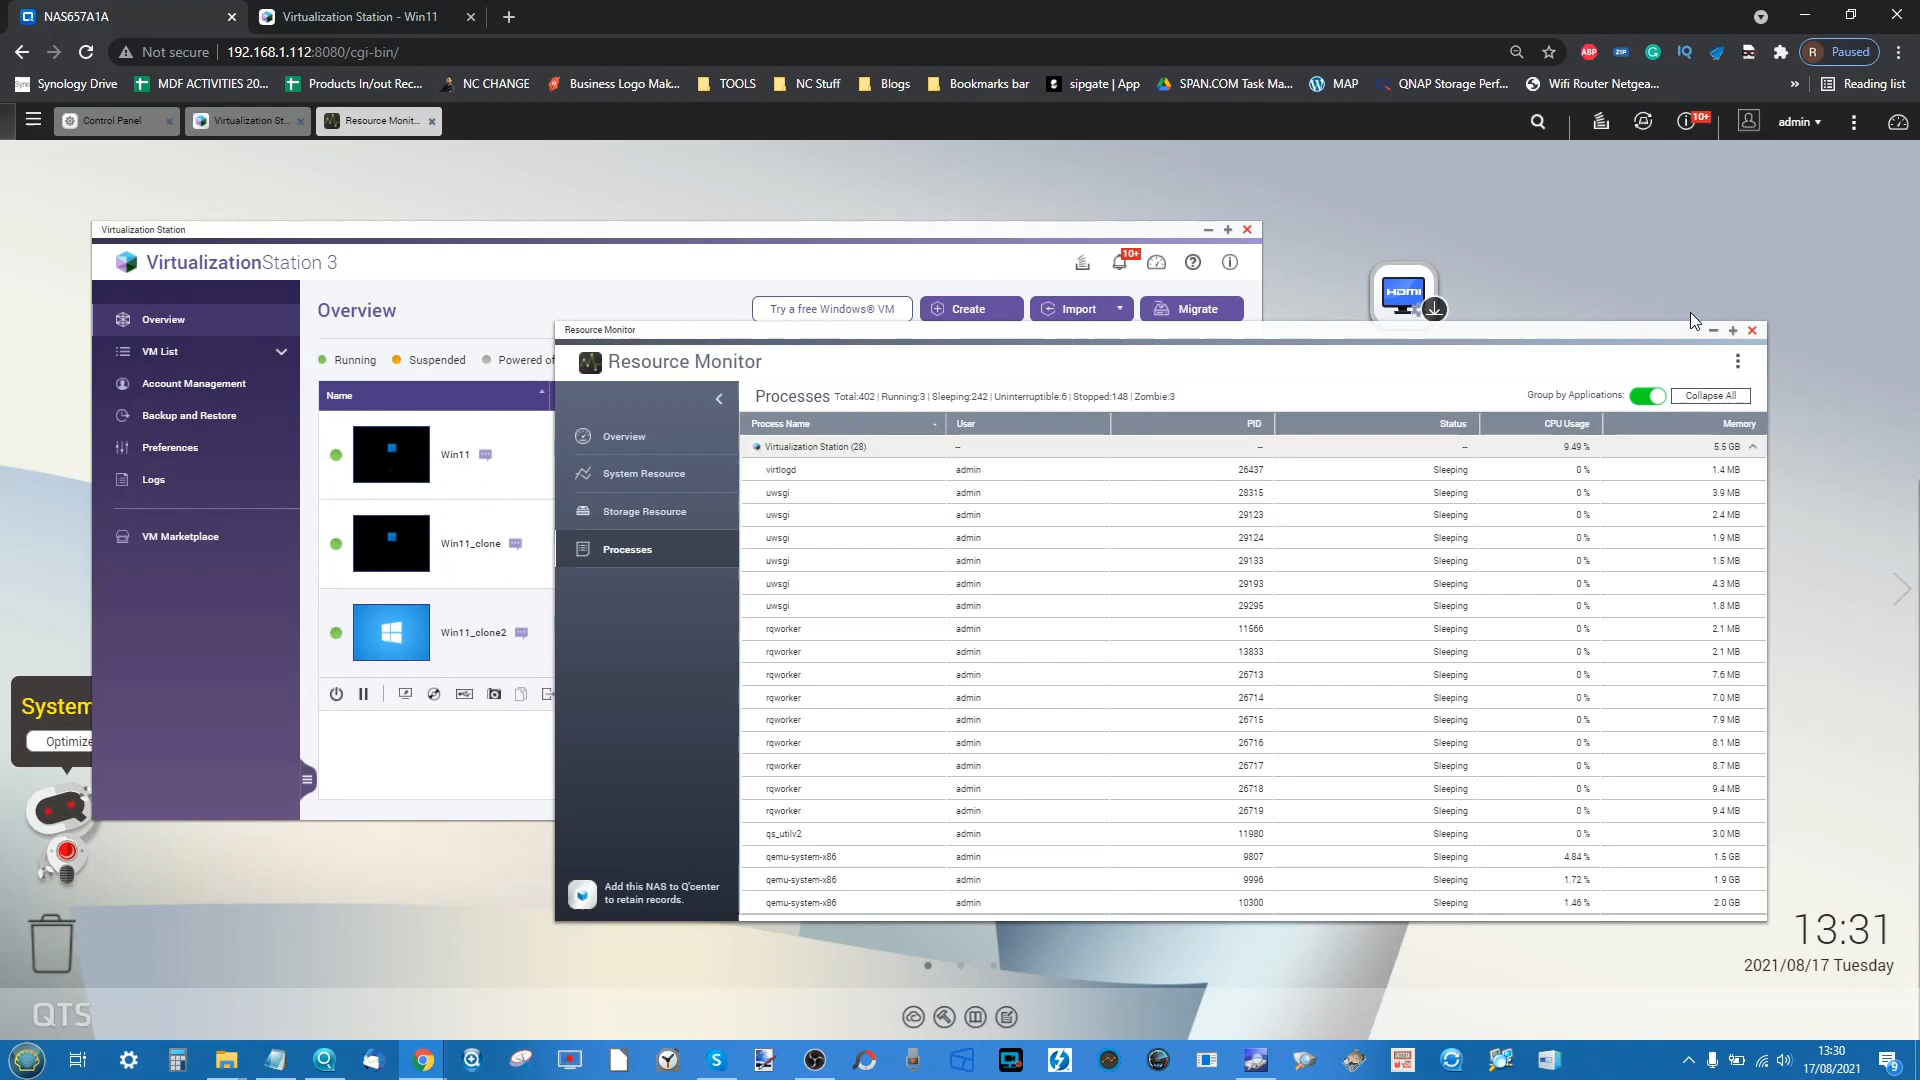 NAS657A1A
Virtualization Station - Win11
Not secure 192.168.1.112:8080/cgi-bin/
ABP
ZIP
IQ
R Paused
Synology Drive
MDF ACTIVITIES 20...
Products In/out Rec...
NC CHANGE
Business Logo Mak...
TOOLS
NC Stuff
Blogs
Bookmarks bar
sipgate | App
SPAN.COM Task Ma...
MAP
QNAP Storage Perf...
Wifi Router Netgea...
»
Reading list
Control Panel
Virtualization St...
Resource Monit...
10+
admin
Virtualization Station
VirtualizationStation 3
10+
Overview
VM List
Account Management
Backup and Restore
Preferences
Logs
VM Marketplace
Overview
Try a free Windows® VM
Create
Import
Migrate
Running
Suspended
Powered of
Name
Win11
Win11_clone
Win11_clone2
HDMI
System
Optimize
Resource Monitor
Resource Monitor
Overview
System Resource
Storage Resource
Processes
Add this NAS to Q'center
to retain records.
Processes Total:402 | Running:3 | Sleeping:242 | Uninterruptible:6 | Stopped:148 | Zombie:3
Group by Applications:
Collapse All
Process Name User PID Status CPU Usage Memory
Virtualization Station (28) -- -- -- 9.49 % 5.5 GB
virtlogd admin 26437 Sleeping 0 % 1.4 MB
uwsgi admin 28315 Sleeping 0 % 3.9 MB
uwsgi admin 29123 Sleeping 0 % 2.4 MB
uwsgi admin 29124 Sleeping 0 % 1.9 MB
uwsgi admin 29133 Sleeping 0 % 1.5 MB
uwsgi admin 29193 Sleeping 0 % 4.3 MB
uwsgi admin 29295 Sleeping 0 % 1.8 MB
rqworker admin 11566 Sleeping 0 % 2.1 MB
rqworker admin 13833 Sleeping 0 % 2.1 MB
rqworker admin 26713 Sleeping 0 % 7.6 MB
rqworker admin 26714 Sleeping 0 % 7.0 MB
rqworker admin 26715 Sleeping 0 % 7.9 MB
rqworker admin 26716 Sleeping 0 % 8.1 MB
rqworker admin 26717 Sleeping 0 % 8.7 MB
rqworker admin 26718 Sleeping 0 % 9.4 MB
rqworker admin 26719 Sleeping 0 % 9.4 MB
qs_utilv2 admin 11980 Sleeping 0 % 3.0 MB
qemu-system-x86 admin 9807 Sleeping 4.84 % 1.5 GB
qemu-system-x86 admin 9996 Sleeping 1.72 % 1.9 GB
qemu-system-x86 admin 10300 Sleeping 1.46 % 2.0 GB
13:31
2021/08/17 Tuesday
QTS
13:30
17/08/2021
9